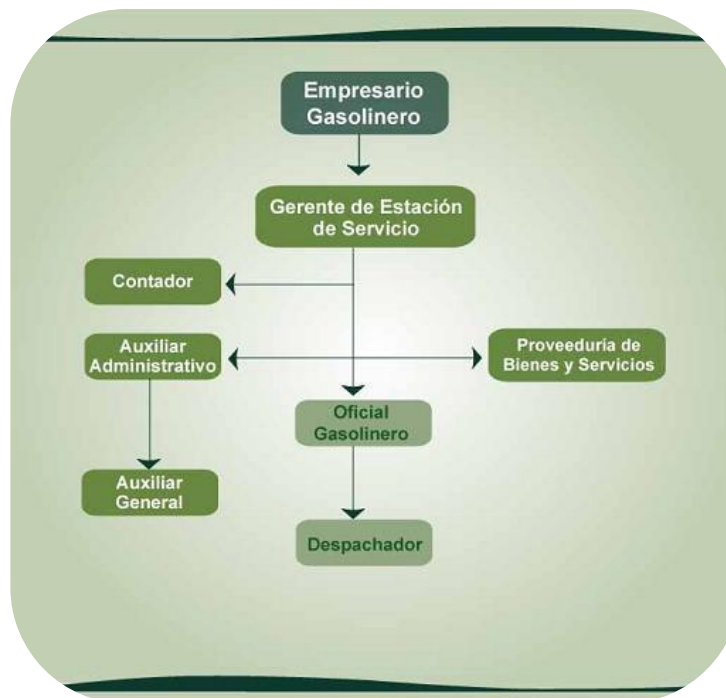 Empresario
Gasolinero
Gerente de Estación
de Servicio
Contador
Auxiliar
Administrativo
Proveeduría de
Bienes y Servicios
Oficial
Gasolinero
Auxiliar
General
Despachador